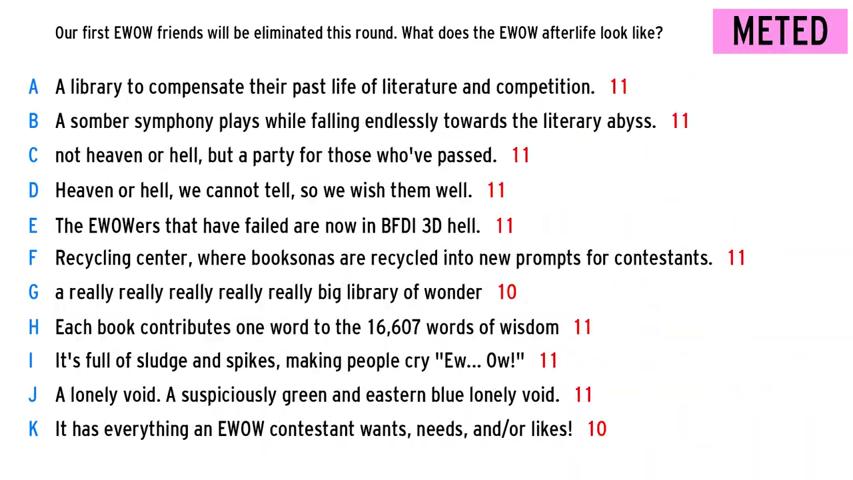 Our first EWOW friends will be eliminated this round. What does the EWOW afterlife look like?
METED
A A library to compensate their past life of literature and competition. 11
B A somber symphony plays while falling endlessly towards the literary abyss. 11
C not heaven or hell, but a party for those who've passed. 11
D Heaven or hell, we cannot tell, so we wish them well. 11
E The EWOWers that have failed are now in BFDI 3D hell. 11
F Recycling center, where booksonas are recycled into new prompts for contestants. 11
G a really really really really really big library of wonder 10
H Each book contributes one word to the 16,607 words of wisdom 11
I It's full of sludge and spikes, making people cry "Ew... Ow!" 11
J A lonely void. A suspiciously green and eastern blue lonely void. 11
K It has everything an EWOW contestant wants, needs, and/or likes! 10